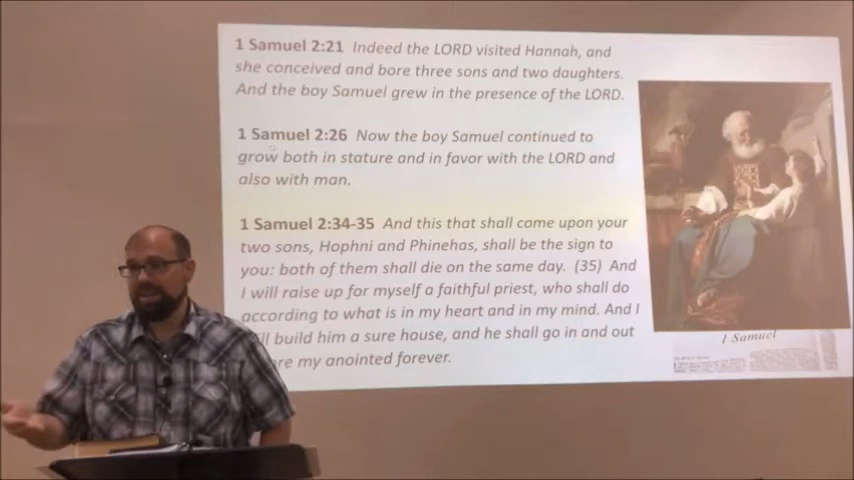 1 Samuel 2:21 Indeed the LORD visited Hannah, and
she conceived and bore three sons and two daughters.
And the boy Samuel grew in the presence of the LORD.
1 Samuel 2:26 Now the boy Samuel continued to
grow both in stature and in favor with the LORD and
also with man.
1 Samuel 2:34-35 And this that shall come upon your
two sons, Hophni and Phinehas, shall be the sign to
you: both of them shall die on the same day. (35) And
I will raise up for myself a faithful priest, who shall do
according to what is in my heart and in my mind. And I
build him a sure house, and he shall go in and out
my anointed forever.
1 Samuel